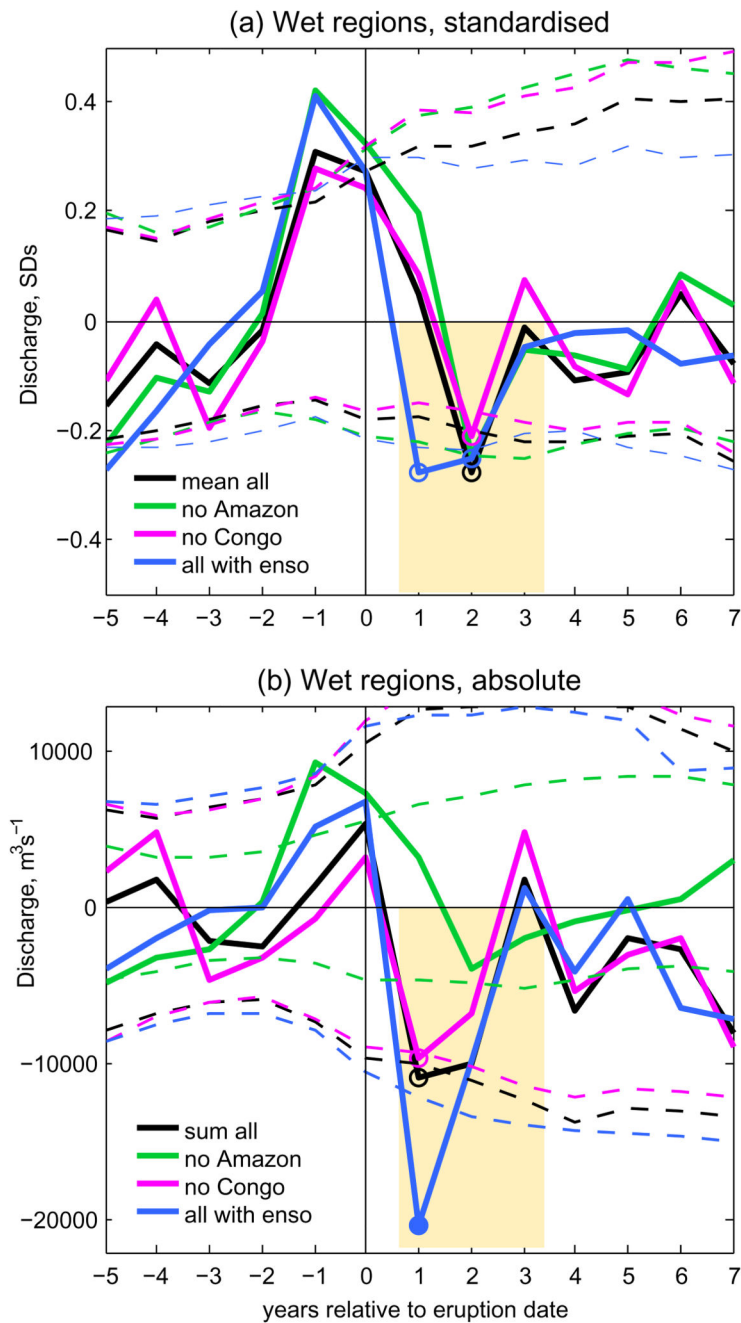 (a) Wet regions, standardised
Discharge, SDs
0.4
0.2
0
−0.2
−0.4
mean all
no Amazon
no Congo
all with enso
−5 −4 −3 −2 −1 0 1 2 3 4 5 6 7
(b) Wet regions, absolute
Discharge, m³s⁻¹
10000
0
−10000
−20000
sum all
no Amazon
no Congo
all with enso
−5 −4 −3 −2 −1 0 1 2 3 4 5 6 7
years relative to eruption date